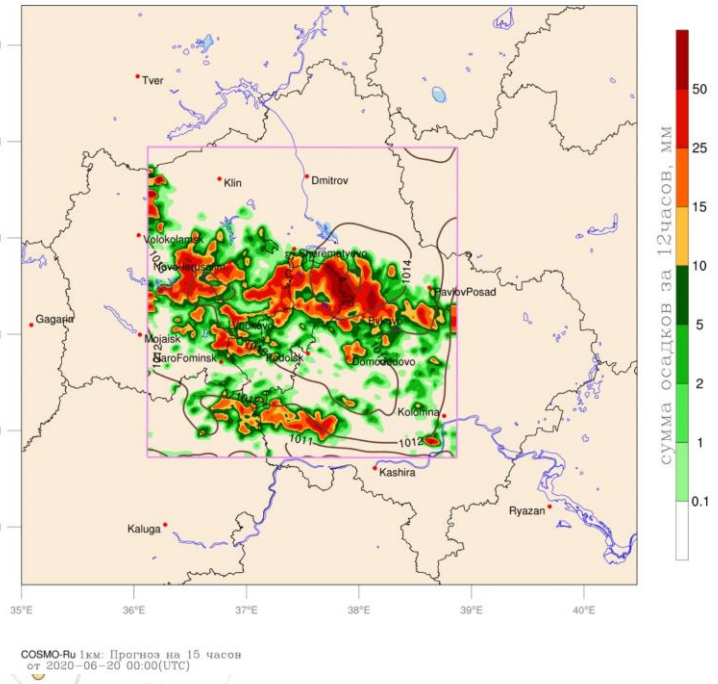 Tver
Klin
Dmitrov
Volokolamsk
Sheremetyevo
1014
PavlovPosad
Gagarin
Mojaisk
NaroFominsk
Podolsk
Domodedovo
1012
Kolomna
1011
1012
Kashira
Kaluga
Ryazan
35°E
36°E
37°E
38°E
39°E
40°E
50
25
15
10
5
2
1
0.1
сумма осадков за 12часов, мм
COSMO-Ru 1км: Прогноз на 15 часов
от 2020-06-20 00:00(UTC)